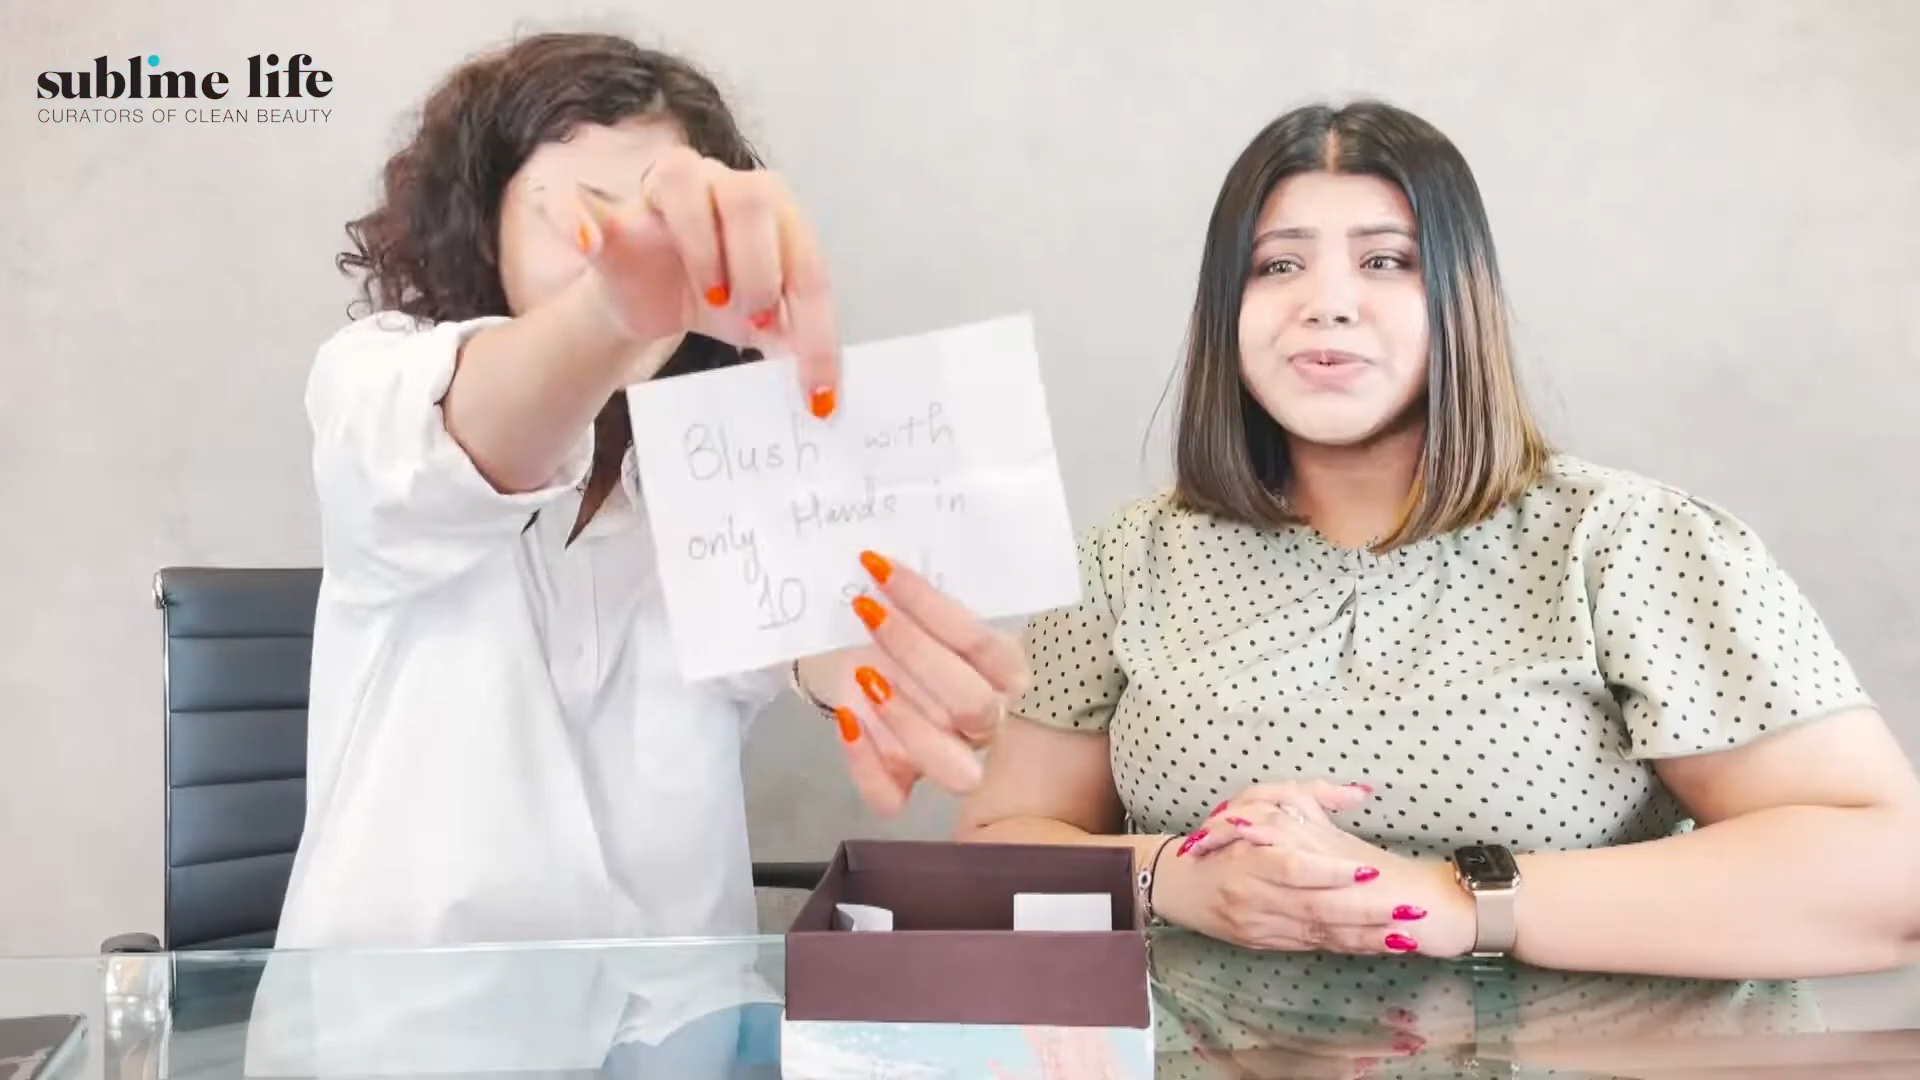 sublime life
CURATORS OF CLEAN BEAUTY
Blush with
only Hands in
10